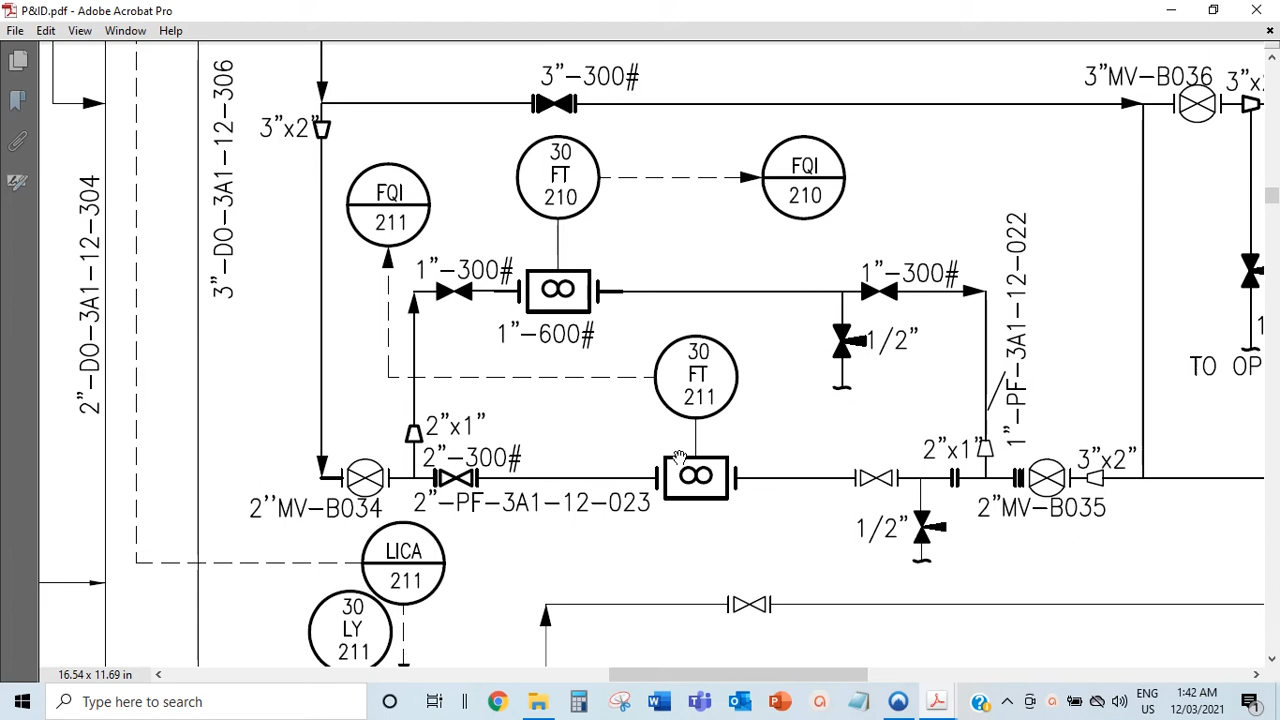 P&ID.pdf - Adobe Acrobat Pro
File Edit View Window Help
3"-300#
3"MV-B036
3"x2
3"x2"
30
FT
210
FQI
210
FQI
211
2"-DO-3A1-12-304
3"-DO-3A1-12-306
1"-300#
1"-600#
1"-300#
1"-PF-3A1-12-022
1/2"
30
FT
211
TO OP
2"x1"
2"-300#
2"-PF-3A1-12-023
2"x1"
3"x2"
2"MV-B034
2"MV-B035
1/2"
LICA
211
30
LY
211
16.54 x 11.69 in
Type here to search
ENG
US
1:42 AM
12/03/2021
1